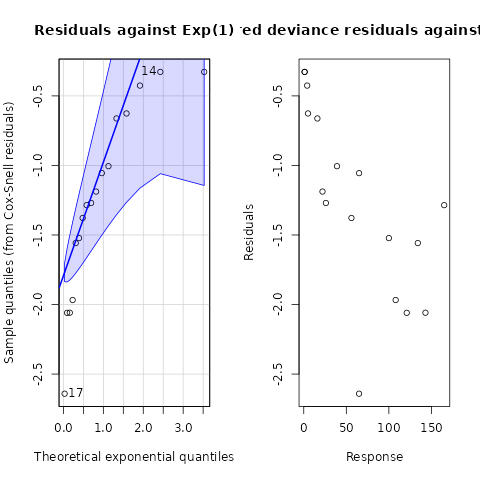 Residuals against Exp(1)
ed deviance residuals against
Sample quantiles (from Cox-Snell residuals)
-0.5
-1.0
-1.5
-2.0
-2.5
14
17
0.0 1.0 2.0 3.0
Theoretical exponential quantiles
Residuals
-0.5
-1.0
-1.5
-2.0
-2.5
0 50 100 150
Response